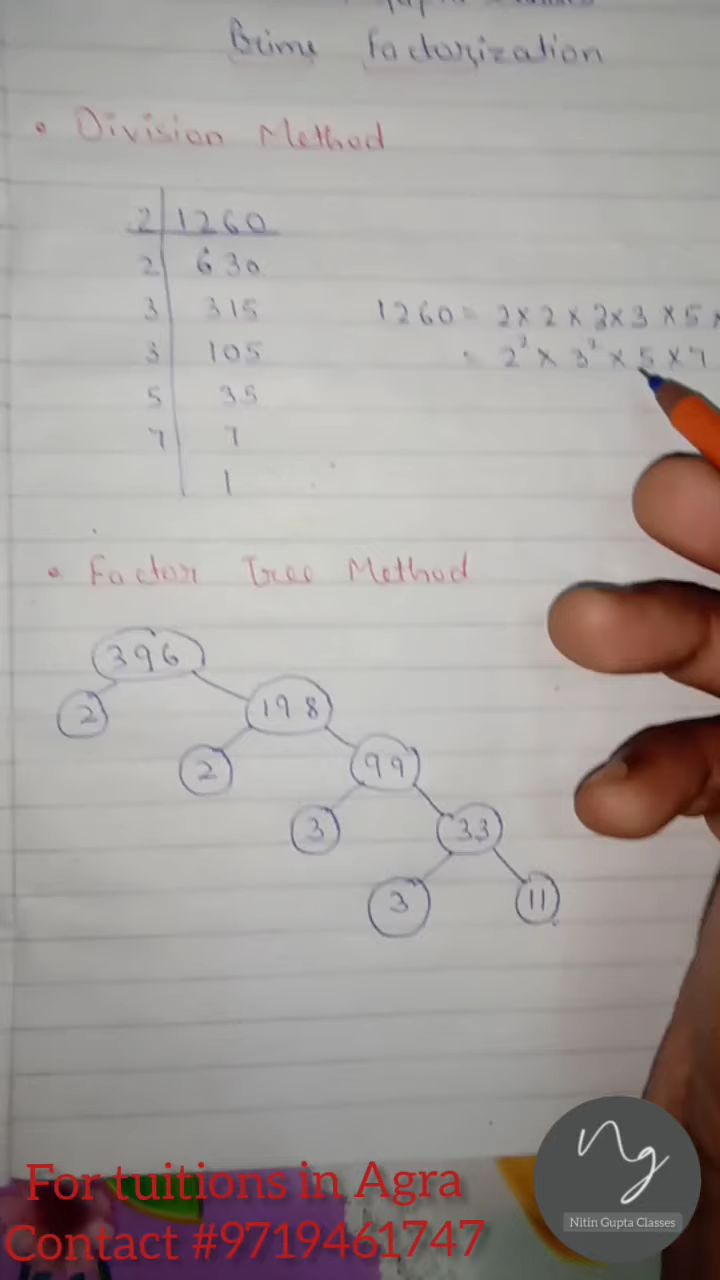 Prime Factorization
• Division Method
2 | 1260
2 | 630
3 | 315
3 | 105
5 | 35
7 | 7
1
1260 = 2 × 2 × 3 × 3 × 5 ×
= 2² × 3² × 5 × 7
• Factor Tree Method
396
2 198
2 99
3 33
3 11
For tuitions in Agra
Contact #9719461747
ng
Nitin Gupta Classes